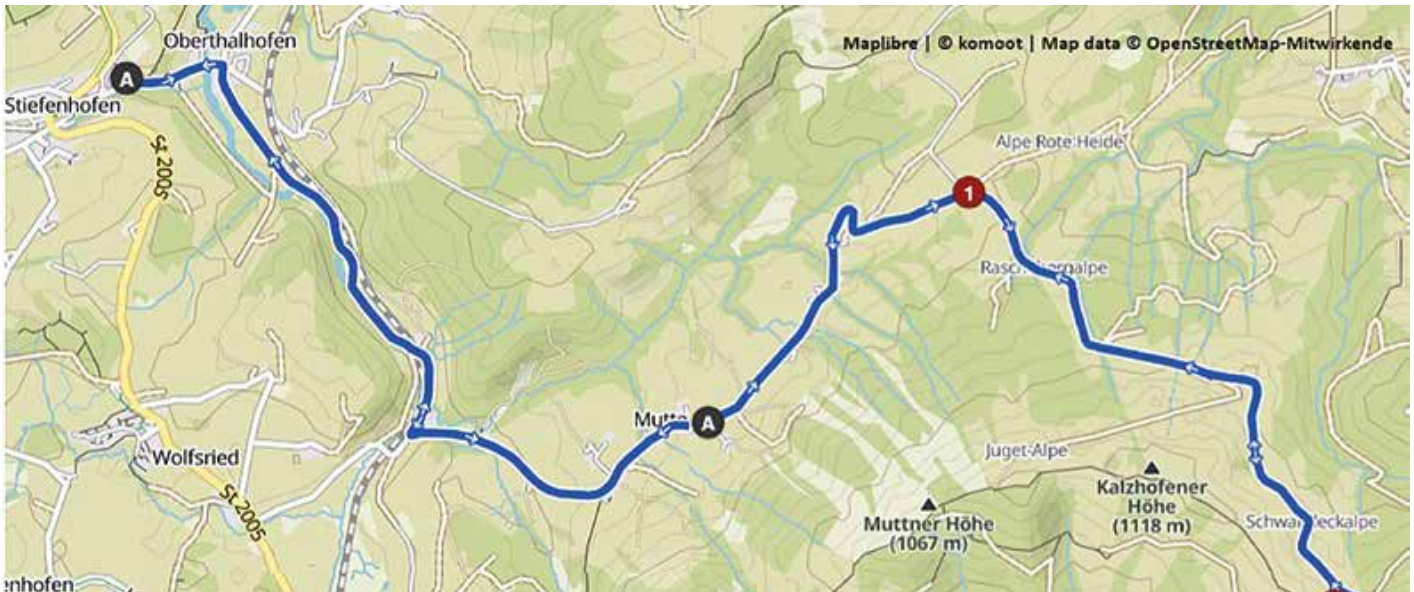 Oberthalhofen
Maplibre | © komoot | Map data © OpenStreetMap-Mitwirkende
A
Stiefenhofen
St 2005
Alpe Rote Heide
1
A
Wolfsried
St 2005
Juget-Alpe
Kalzhofener
Höhe
(1118 m)
Muttner Höhe
(1067 m)